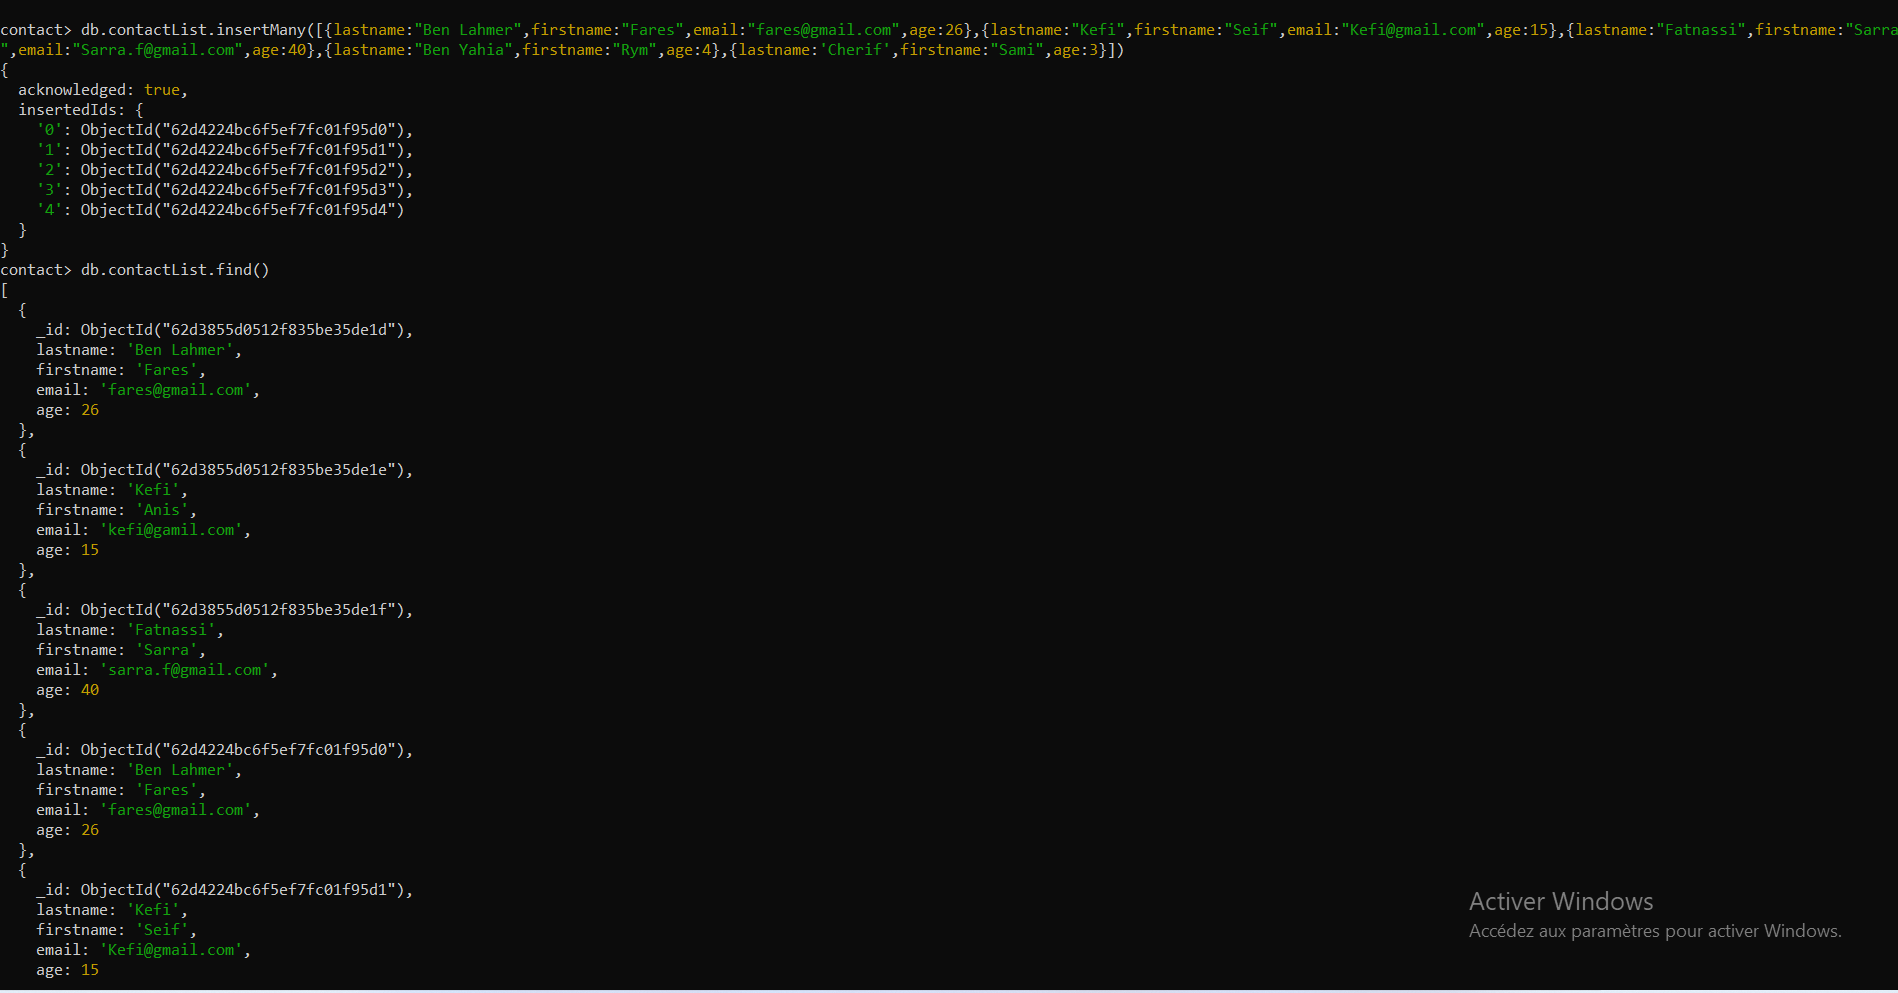 contact> db.contactList.insertMany([{lastname:"Ben Lahmer",firstname:"Fares",email:"fares@gmail.com",age:26},{lastname:"Kefi",firstname:"Seif",email:"Kefi@gmail.com",age:15},{lastname:"Fatnassi",firstname:"Sarra
",email:"Sarra.f@gmail.com",age:40},{lastname:"Ben Yahia",firstname:"Rym",age:4},{lastname:'Cherif',firstname:"Sami",age:3}])
{
  acknowledged: true,
  insertedIds: {
    '0': ObjectId("62d4224bc6f5ef7fc01f95d0"),
    '1': ObjectId("62d4224bc6f5ef7fc01f95d1"),
    '2': ObjectId("62d4224bc6f5ef7fc01f95d2"),
    '3': ObjectId("62d4224bc6f5ef7fc01f95d3"),
    '4': ObjectId("62d4224bc6f5ef7fc01f95d4")
  }
}
contact> db.contactList.find()
[
  {
    _id: ObjectId("62d3855d0512f835be35de1d"),
    lastname: 'Ben Lahmer',
    firstname: 'Fares',
    email: 'fares@gmail.com',
    age: 26
  },
  {
    _id: ObjectId("62d3855d0512f835be35de1e"),
    lastname: 'Kefi',
    firstname: 'Anis',
    email: 'kefi@gamil.com',
    age: 15
  },
  {
    _id: ObjectId("62d3855d0512f835be35de1f"),
    lastname: 'Fatnassi',
    firstname: 'Sarra',
    email: 'sarra.f@gmail.com',
    age: 40
  },
  {
    _id: ObjectId("62d4224bc6f5ef7fc01f95d0"),
    lastname: 'Ben Lahmer',
    firstname: 'Fares',
    email: 'fares@gmail.com',
    age: 26
  },
  {
    _id: ObjectId("62d4224bc6f5ef7fc01f95d1"),
    lastname: 'Kefi',
    firstname: 'Seif',
    email: 'Kefi@gmail.com',
    age: 15
Activer Windows
Accédez aux paramètres pour activer Windows.